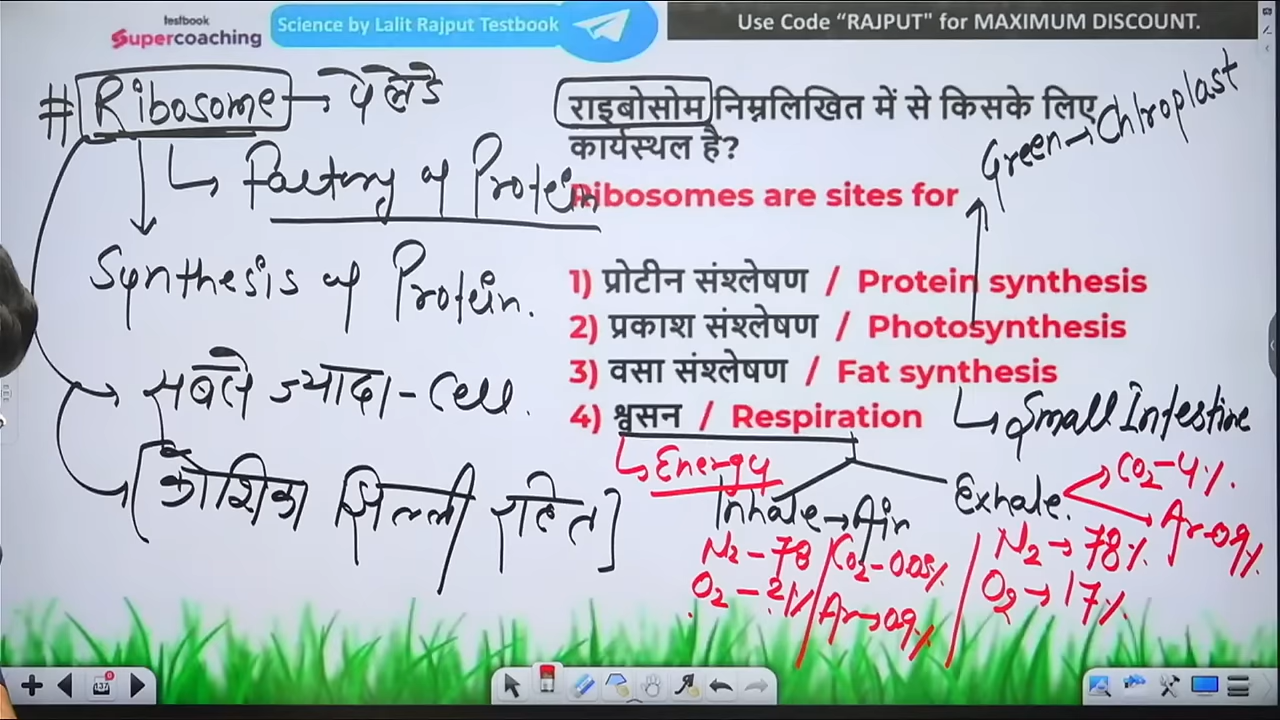 testbook
Supercoaching
Science by Lalit Rajput Testbook
Use Code “RAJPUT" for MAXIMUM DISCOUNT.
# Ribosome → पैलेडे
↳ Factory of Protein
Synthesis of Protein.
→ सबसे ज्यादा - Cell.
[कोशिका झिल्ली रहित]
राइबोसोम निम्नलिखित में से किसके लिए
कार्यस्थल है?
Green → Chlroplast
Ribosomes are sites for
1) प्रोटीन संश्लेषण / Protein synthesis
2) प्रकाश संश्लेषण / Photosynthesis
3) वसा संश्लेषण / Fat synthesis
↳ Small Intestine
4) श्वसन / Respiration
↳ Energy
Inhale → Air
N2 - 78 / CO2 - 0.03%
O2 - 21% / Ar → 0.9%
Exhale.
CO2 - 4%.
Ar - 0.9%.
N2 → 78%
O2 → 17%.
137